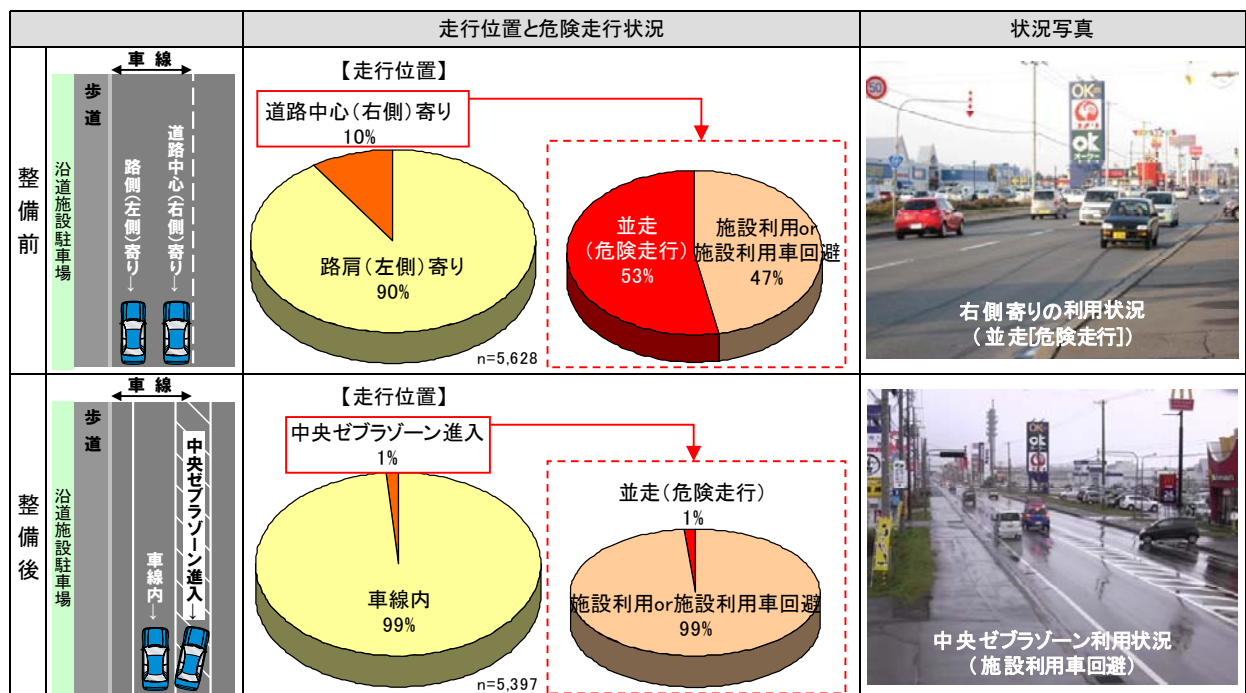 走行位置と危険走行状況
状況写真
整備前
車線
歩道
沿道施設駐車場
路側(左側)寄り→
道路中心(右側)寄り→
【走行位置】
道路中心(右側)寄り
10%
路肩(左側)寄り
90%
n=5,628
並走
(危険走行)
53%
施設利用or
施設利用車回避
47%
50
OK
ok
オーケー
右側寄りの利用状況
(並走[危険走行])
整備後
車線
歩道
沿道施設駐車場
車線内→
中央ゼブラゾーン進入→
【走行位置】
中央ゼブラゾーン進入
1%
車線内
99%
n=5,397
並走(危険走行)
1%
施設利用or施設利用車回避
99%
OK
ok
中央ゼブラゾーン利用状況
(施設利用車回避)